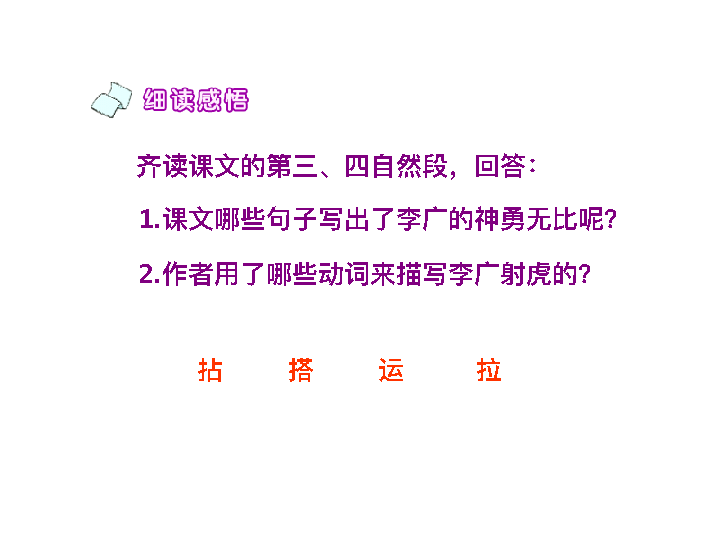 细读感悟
齐读课文的第三、四自然段，回答：
1.课文哪些句子写出了李广的神勇无比呢?
2.作者用了哪些动词来描写李广射虎的?
拈 搭 运 拉